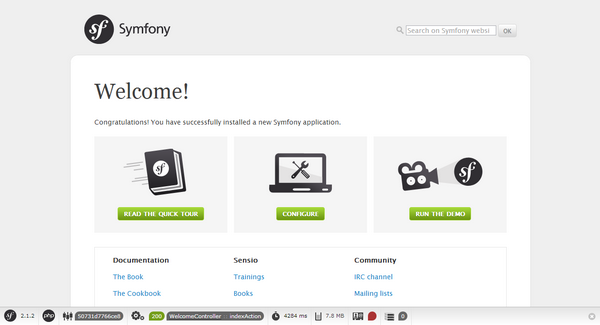 sf Symfony
Search on Symfony websi OK
Welcome!
Congratulations! You have successfully installed a new Symfony application.
sf
sf
READ THE QUICK TOUR CONFIGURE RUN THE DEMO
Documentation Sensio Community
The Book Trainings IRC channel
The Cookbook Books Mailing lists
sf 2.1.2 php 50731d7766ce8 200 WelcomeController indexAction 4284 ms 7.8 MB 0